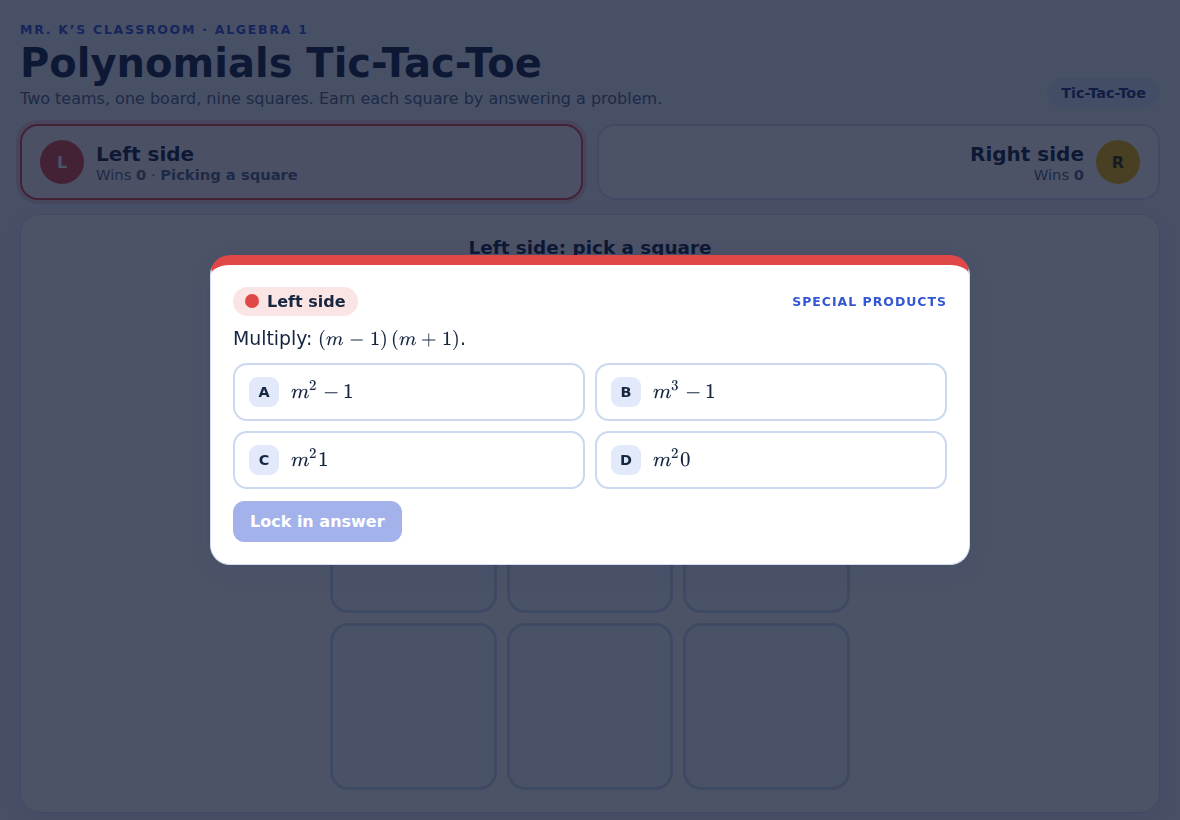 MR. K’S CLASSROOM · ALGEBRA 1
Polynomials Tic-Tac-Toe
Two teams, one board, nine squares. Earn each square by answering a problem.
Tic-Tac-Toe
L
Left side
Wins 0 · Picking a square
Right side
Wins 0
R
Left side: pick a square
Left side
SPECIAL PRODUCTS
Multiply: (m − 1) (m + 1).
A m² − 1
B m³ − 1
C m²1
D m²0
Lock in answer